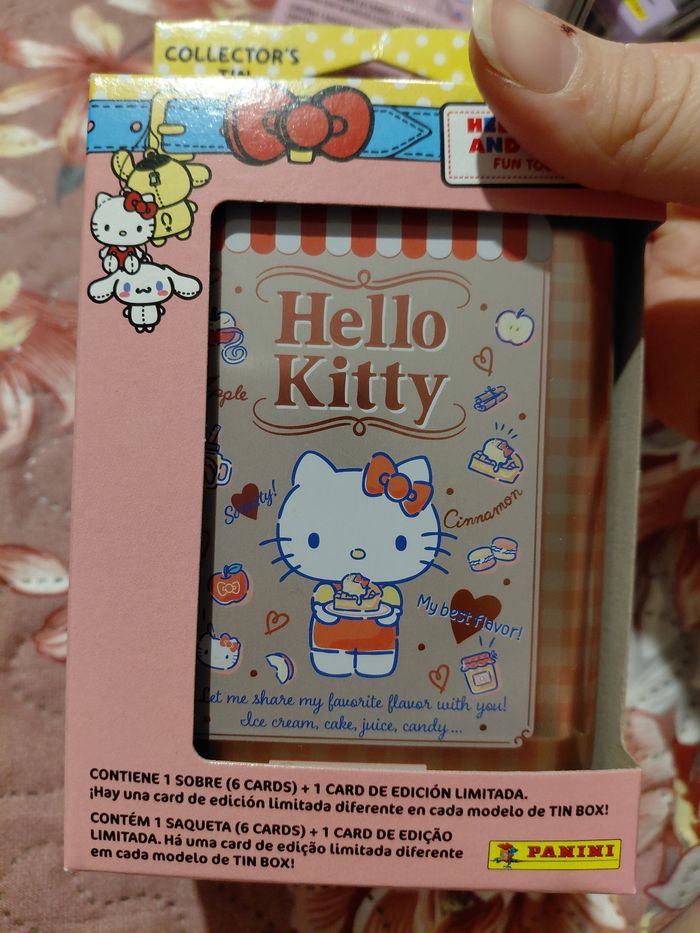 COLLECTOR'S
TIN
AND
FUN TO
Hello
Kitty
Cinnamon
My best flavor!
Let me share my favorite flavor with you!
Ice cream, cake, juice, candy ...
CONTIENE 1 SOBRE (6 CARDS) + 1 CARD DE EDICIÓN LIMITADA.
¡Hay una card de edición limitada diferente en cada modelo de TIN BOX!
CONTÉM 1 SAQUETA (6 CARDS) + 1 CARD DE EDIÇÃO
LIMITADA. Há uma card de edição limitada diferente
em cada modelo de TIN BOX!
PANINI